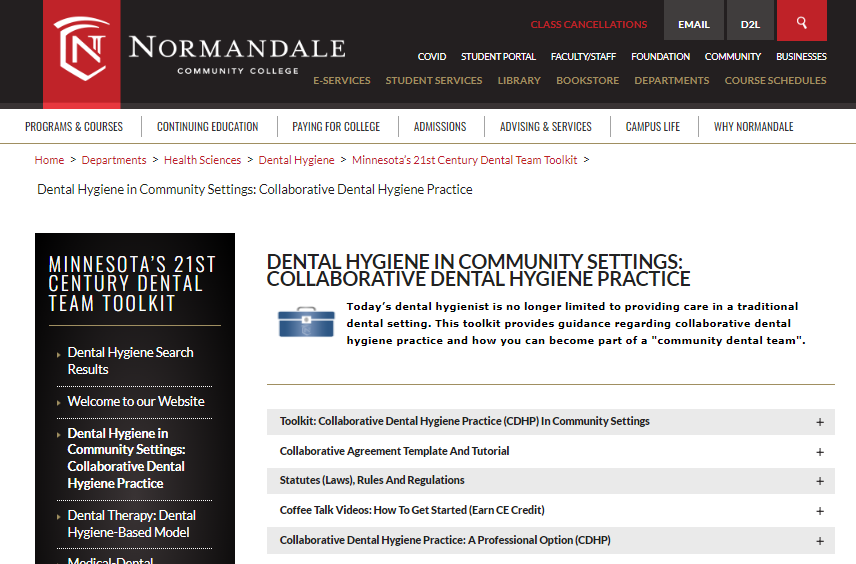 CLASS CANCELLATIONS EMAIL D2L
NORMANDALE
COMMUNITY COLLEGE
COVID STUDENT PORTAL FACULTY/STAFF FOUNDATION COMMUNITY BUSINESSES
E-SERVICES STUDENT SERVICES LIBRARY BOOKSTORE DEPARTMENTS COURSE SCHEDULES
PROGRAMS & COURSES CONTINUING EDUCATION PAYING FOR COLLEGE ADMISSIONS ADVISING & SERVICES CAMPUS LIFE WHY NORMANDALE
Home > Departments > Health Sciences > Dental Hygiene > Minnesota's 21st Century Dental Team Toolkit >
Dental Hygiene in Community Settings: Collaborative Dental Hygiene Practice
MINNESOTA'S 21ST
CENTURY DENTAL
TEAM TOOLKIT
Dental Hygiene Search
Results
Welcome to our Website
Dental Hygiene in
Community Settings:
Collaborative Dental
Hygiene Practice
Dental Therapy: Dental
Hygiene-Based Model
Medical-Dental
DENTAL HYGIENE IN COMMUNITY SETTINGS:
COLLABORATIVE DENTAL HYGIENE PRACTICE
Today's dental hygienist is no longer limited to providing care in a traditional
dental setting. This toolkit provides guidance regarding collaborative dental
hygiene practice and how you can become part of a "community dental team".
Toolkit: Collaborative Dental Hygiene Practice (CDHP) In Community Settings +
Collaborative Agreement Template And Tutorial +
Statutes (Laws), Rules And Regulations +
Coffee Talk Videos: How To Get Started (Earn CE Credit) +
Collaborative Dental Hygiene Practice: A Professional Option (CDHP) +